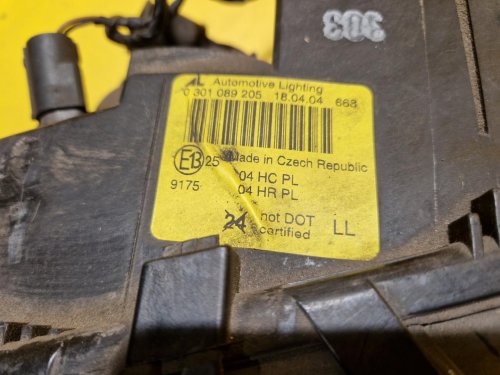 303
AL Automotive Lighting
0 301 089 205 18.04.04 668
E13 25 Made in Czech Republic
9175 04 HC PL
04 HR PL
24 not DOT LL
certified